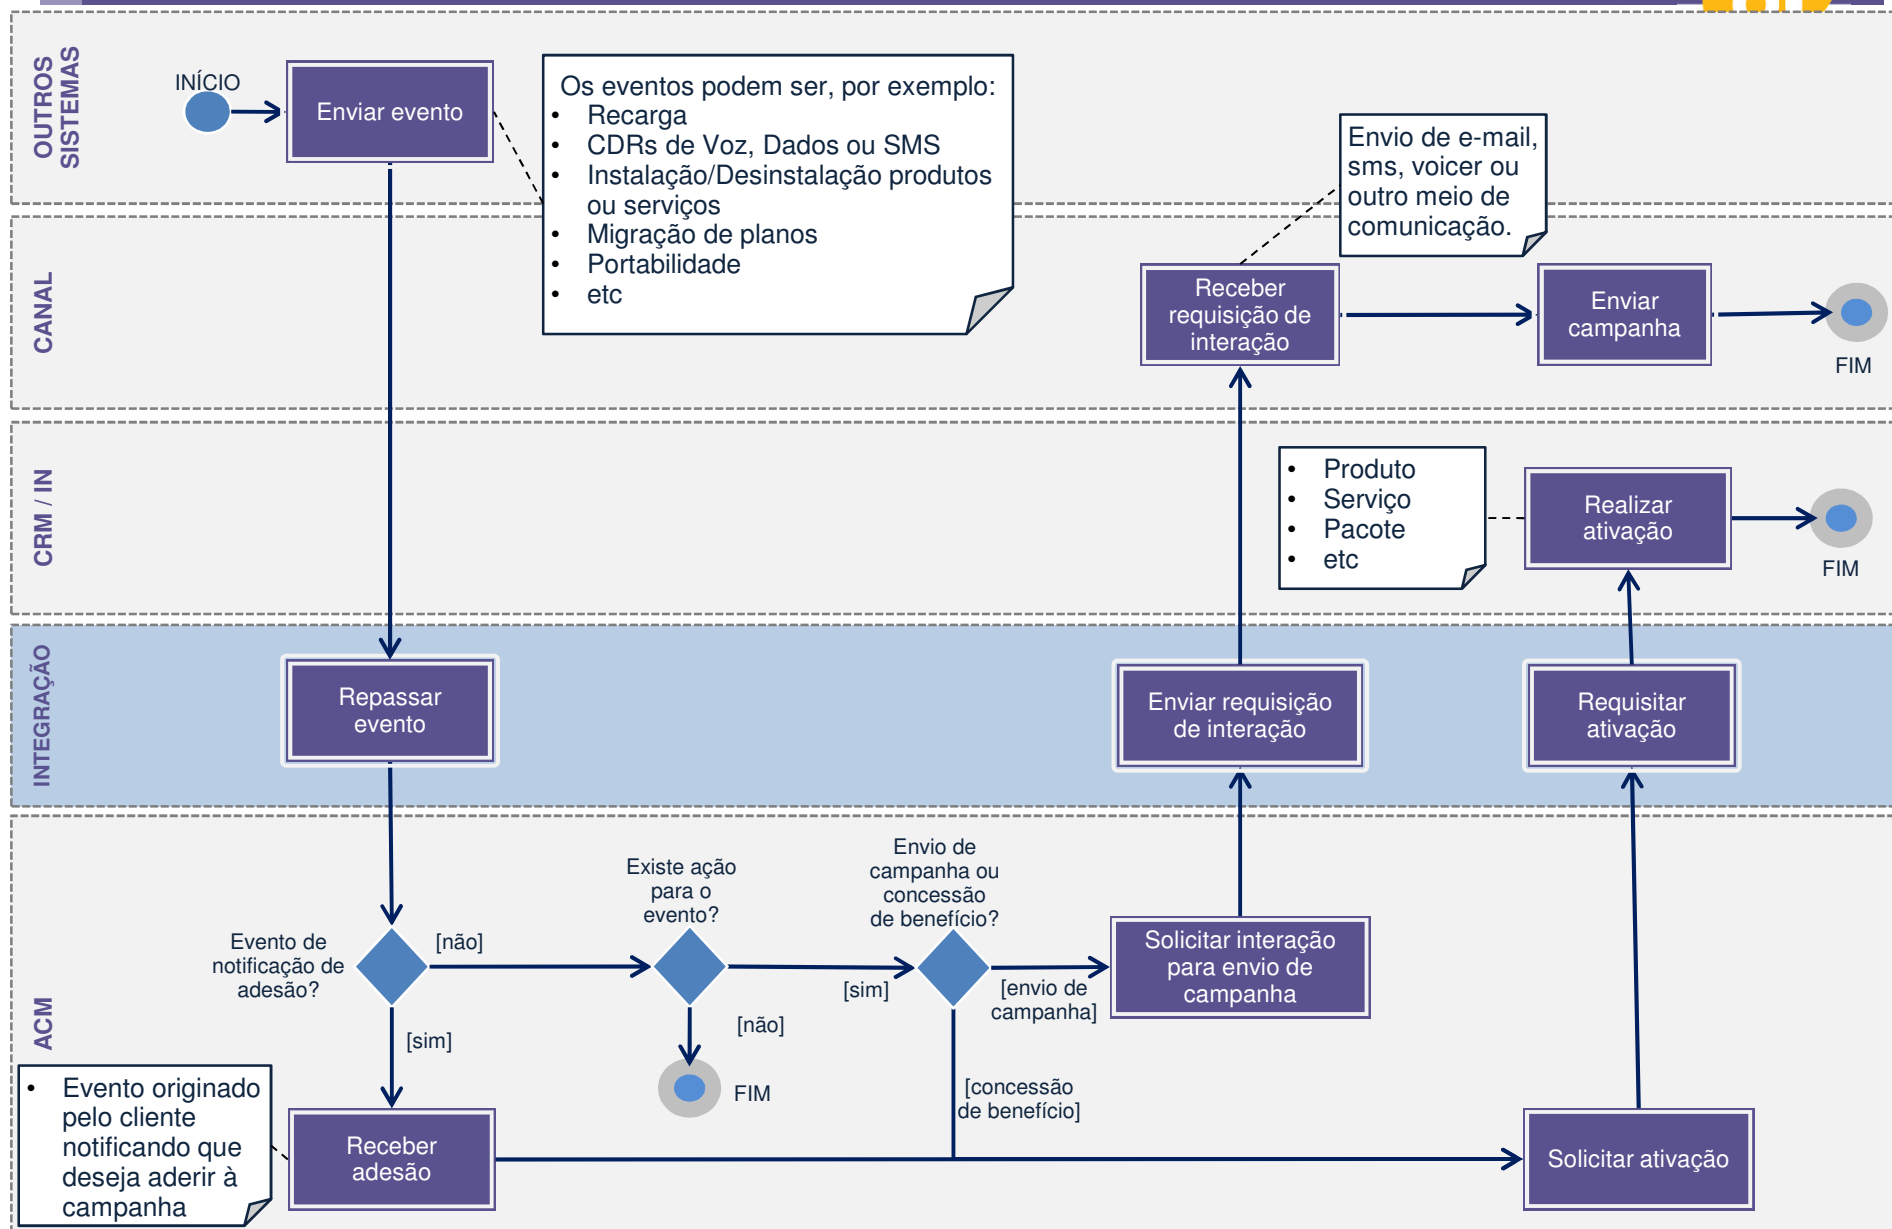 OUTROS
SISTEMAS
INÍCIO
Enviar evento
Os eventos podem ser, por exemplo:
• Recarga
• CDRs de Voz, Dados ou SMS
• Instalação/Desinstalação produtos
ou serviços
• Migração de planos
• Portabilidade
• etc
Envio de e-mail,
sms, voicer ou
outro meio de
comunicação.
CANAL
Receber
requisição de
interação
Enviar
campanha
FIM
CRM / IN
• Produto
• Serviço
• Pacote
• etc
Realizar
ativação
FIM
INTEGRAÇÃO
Repassar
evento
Enviar requisição
de interação
Requisitar
ativação
ACM
Evento de
notificação de
adesão?
[não]
[sim]
Existe ação
para o
evento?
[sim]
[não]
FIM
Envio de
campanha ou
concessão
de benefício?
[envio de
campanha]
[concessão
de benefício]
Solicitar interação
para envio de
campanha
• Evento originado
pelo cliente
notificando que
deseja aderir à
campanha
Receber
adesão
Solicitar ativação